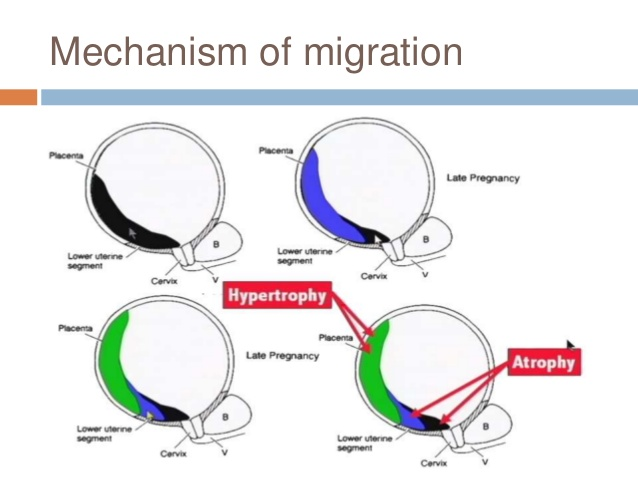 Mechanism of migration
Placenta
Lower uterine
segment
Cervix
V
B
Placenta
Late Pregnancy
Lower uterine
segment
Cervix
V
B
Hypertrophy
Placenta
Late Pregnancy
Lower uterine
segment
Cervix
V
B
Placenta
Atrophy
Lower uterine
segment
Cervix
V
B